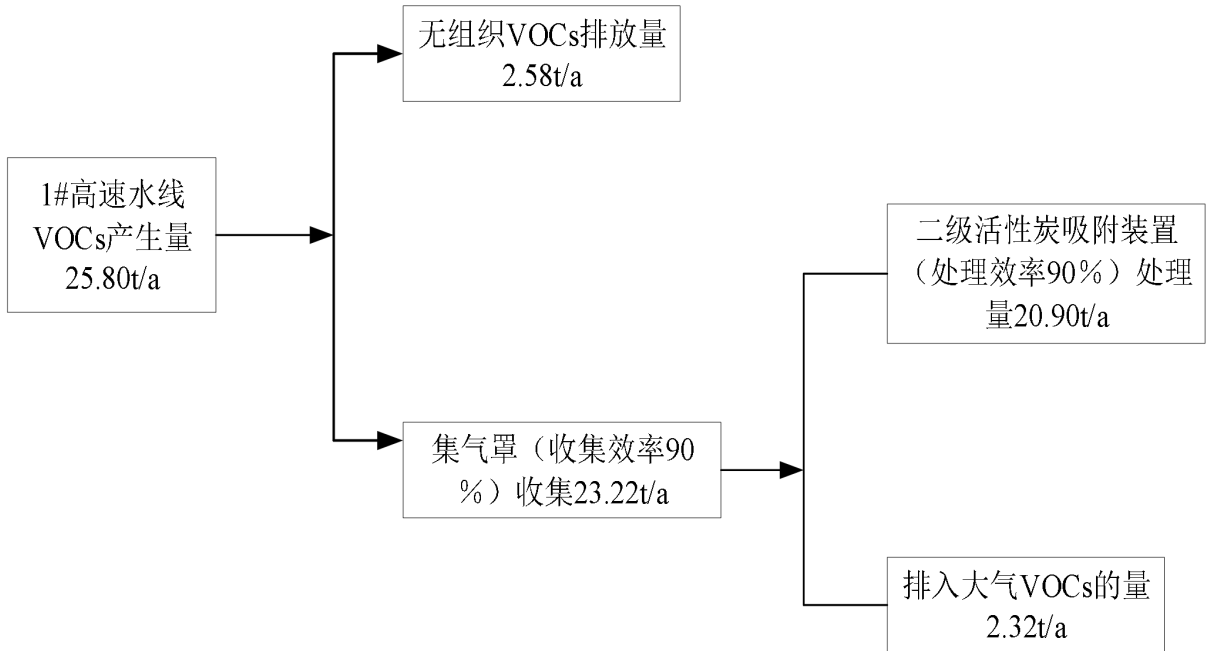 无组织VOCs排放量
2.58t/a
1#高速水线
VOCs产生量
25.80t/a
二级活性炭吸附装置
（处理效率90%）处理
量20.90t/a
集气罩（收集效率90
%）收集23.22t/a
排入大气VOCs的量
2.32t/a